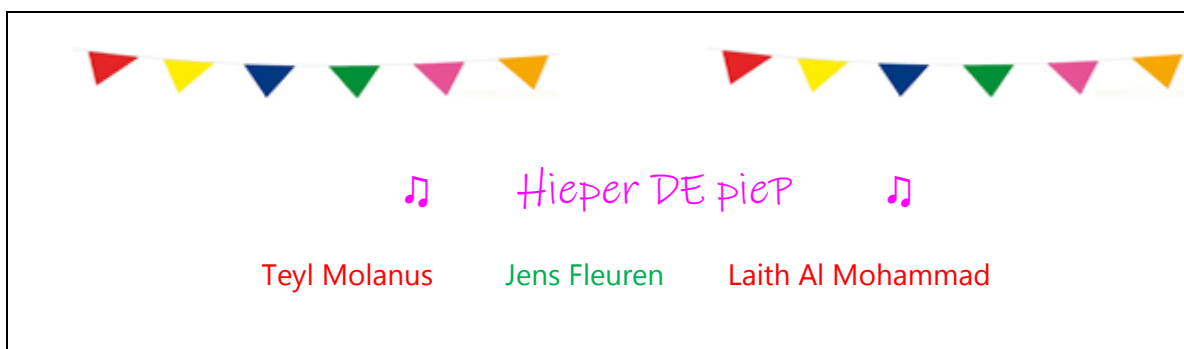 ♫ Hieper DE piep ♫
Teyl Molanus Jens Fleuren Laith Al Mohammad